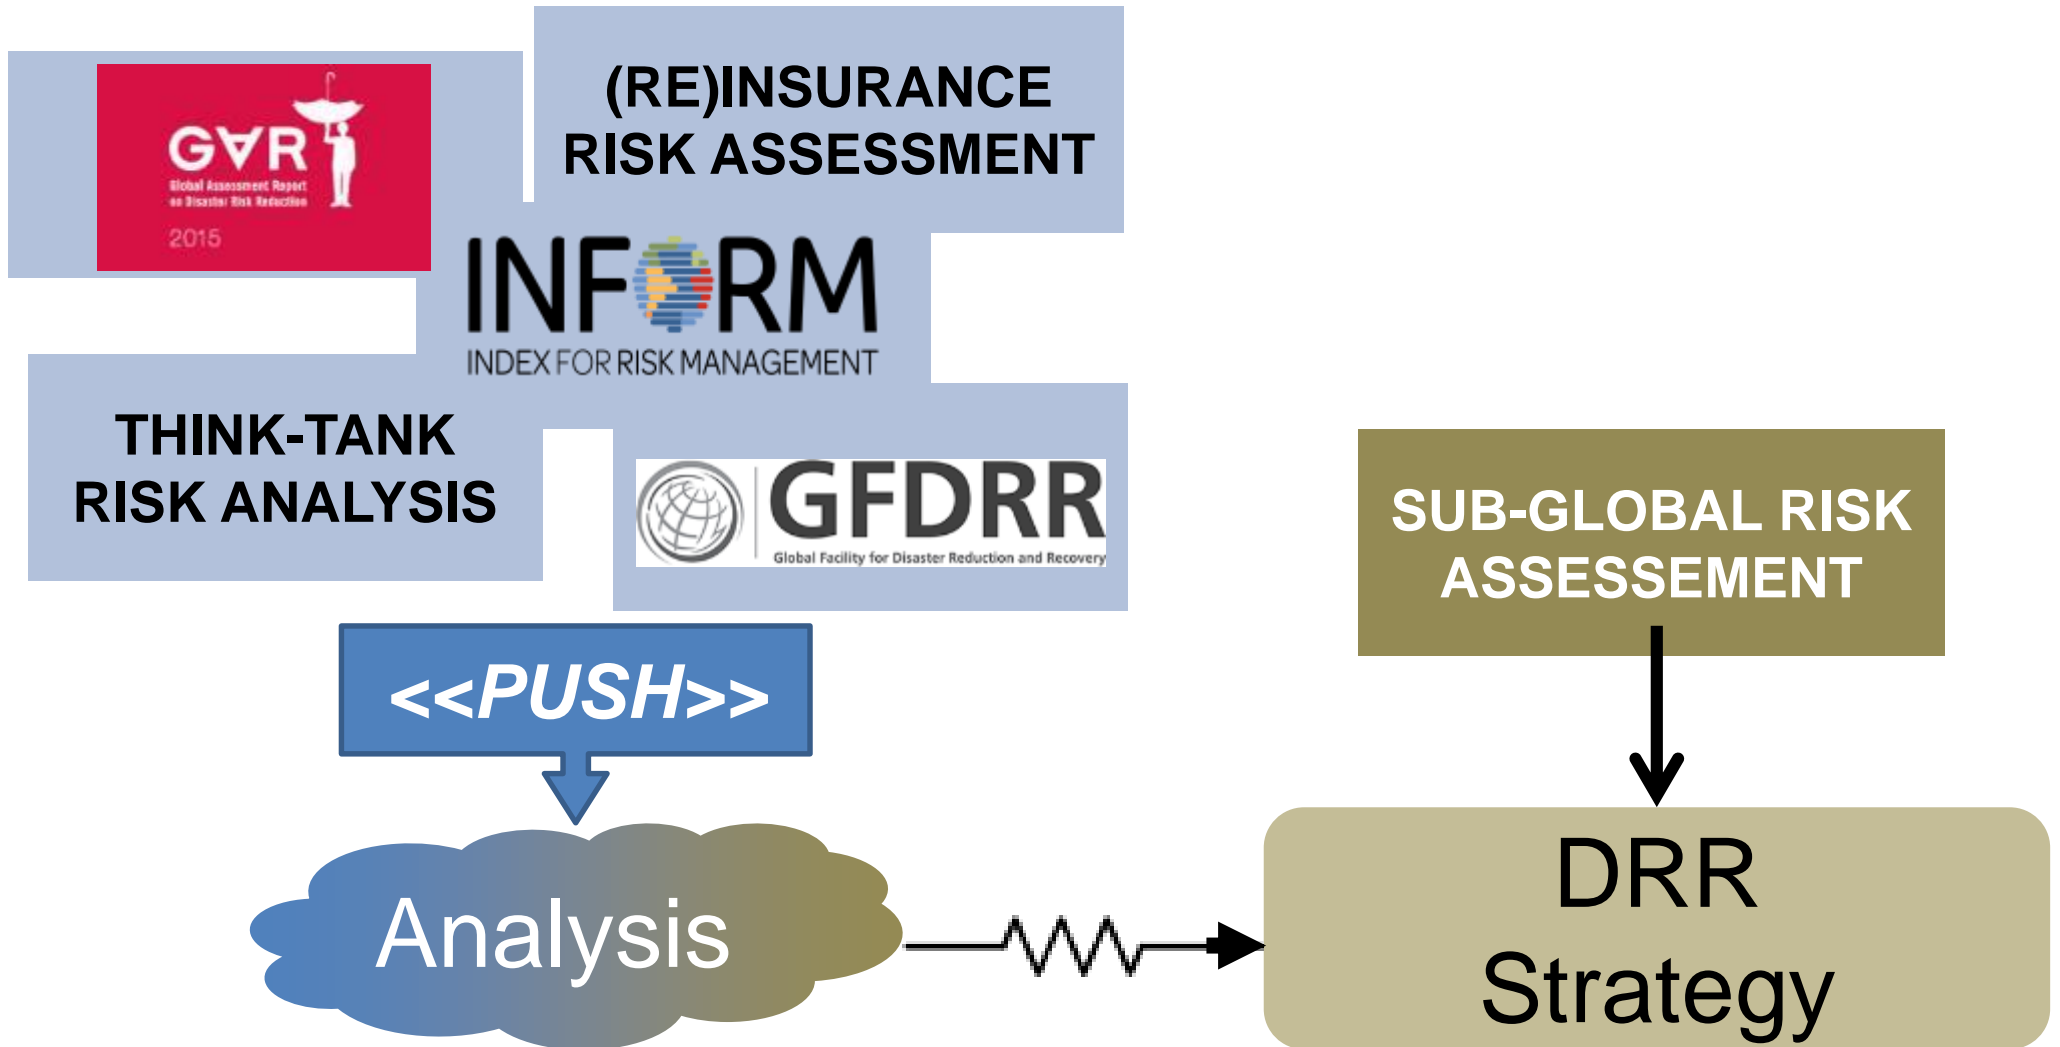 GAR
Global Assessment Report
on Disaster Risk Reduction
2015
(RE)INSURANCE
RISK ASSESSMENT
INFORM
INDEX FOR RISK MANAGEMENT
THINK-TANK
RISK ANALYSIS
GFDRR
Global Facility for Disaster Reduction and Recovery
SUB-GLOBAL RISK
ASSESSEMENT
<<PUSH>>
Analysis
DRR
Strategy